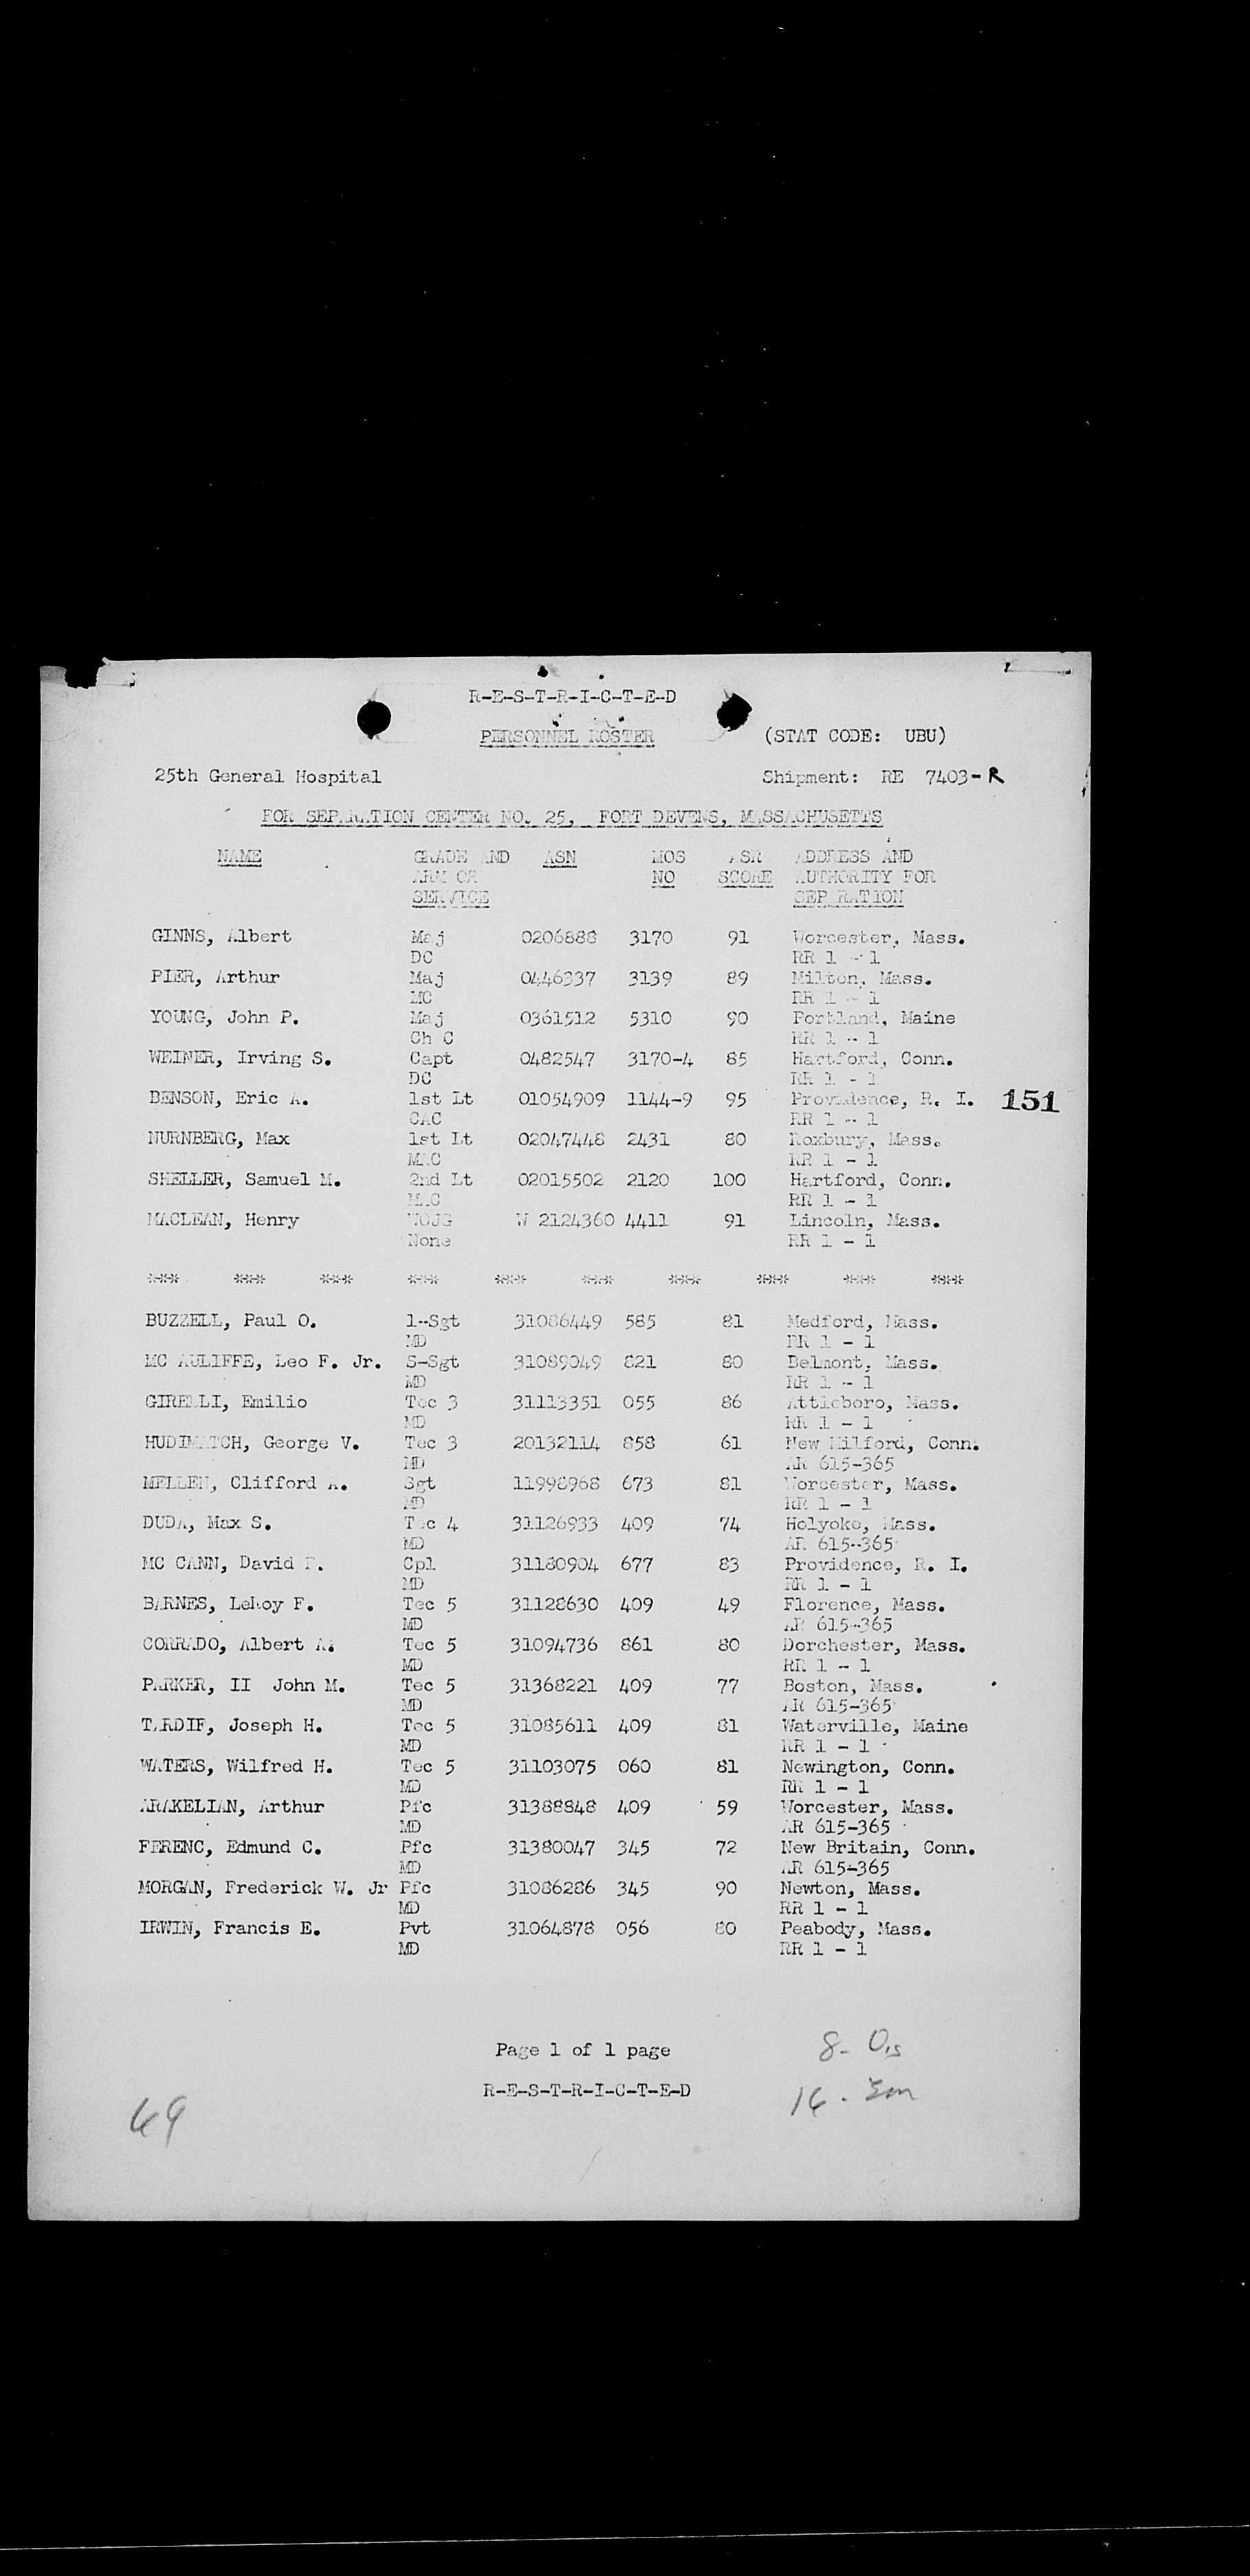 R-E-S-T-R-I-C-T-E-D
PERSONNEL ROSTER (STAT CODE: UBU)
25th General Hospital Shipment: RE 7403-R
FOR SEPARATION CENTER NO. 25, FORT DEVENS, MASSACHUSETTS
NAME GRADE AND ASN MOS ASR ADDRESS AND
ARM OR NO SCORE AUTHORITY FOR
SERVICE SEPARATION
GINNS, Albert Maj 0206888 3170 91 Worcester, Mass.
DC RR 1 - 1
PIER, Arthur Maj 0446337 3139 89 Milton, Mass.
MC RR 1 - 1
YOUNG, John P. Maj 0361512 5310 90 Portland, Maine
Ch C RR 1 - 1
WEINER, Irving S. Capt 0482547 3170-4 85 Hartford, Conn.
DC RR 1 - 1
BENSON, Eric A. 1st Lt 01054909 1144-9 95 Providence, R. I. 151
CAC RR 1 - 1
NURNBERG, Max 1st Lt 02047448 2431 80 Roxbury, Mass.
MAC RR 1 - 1
SHELLER, Samuel M. 2nd Lt 02015502 2120 100 Hartford, Conn.
MAC RR 1 - 1
MACLEAN, Henry WOJG W 2124360 4411 91 Lincoln, Mass.
None RR 1 - 1
*** *** *** *** *** *** *** *** *** ***
BUZZELL, Paul O. 1-Sgt 31086449 585 81 Medford, Mass.
MD RR 1 - 1
MC AULIFFE, Leo F. Jr. S-Sgt 31089049 821 80 Belmont, Mass.
MD RR 1 - 1
GIRELLI, Emilio Tec 3 31113351 055 86 Attleboro, Mass.
MD RR 1 - 1
HUDIMATCH, George V. Tec 3 20132114 858 61 New Milford, Conn.
MD AR 615-365
MELLEN, Clifford A. Sgt 11998968 673 81 Worcester, Mass.
MD RR 1 - 1
DUDA, Max S. Tec 4 31126933 409 74 Holyoke, Mass.
MD AR 615-365
MC CANN, David Cpl 31180904 677 83 Providence, R. I.
MD RR 1 - 1
BARNES, LeRoy F. Tec 5 31128630 409 49 Florence, Mass.
MD AR 615-365
CORRADO, Albert A. Tec 5 31094736 861 80 Dorchester, Mass.
MD RR 1 - 1
PARKER, II John M. Tec 5 31368221 409 77 Boston, Mass.
MD AR 615-365
TARDIF, Joseph H. Tec 5 31085611 409 81 Waterville, Maine
MD RR 1 - 1
WATERS, Wilfred H. Tec 5 31103075 060 81 Newington, Conn.
MD RR 1 - 1
ARAKELIAN, Arthur Pfc 31388848 409 59 Worcester, Mass.
MD AR 615-365
FERENC, Edmund C. Pfc 31380047 345 72 New Britain, Conn.
MD AR 615-365
MORGAN, Frederick W. Jr Pfc 31086286 345 90 Newton, Mass.
MD RR 1 - 1
IRWIN, Francis E. Pvt 31064878 056 80 Peabody, Mass.
MD RR 1 - 1
Page 1 of 1 page
8-
R-E-S-T-R-I-C-T-E-D
16.